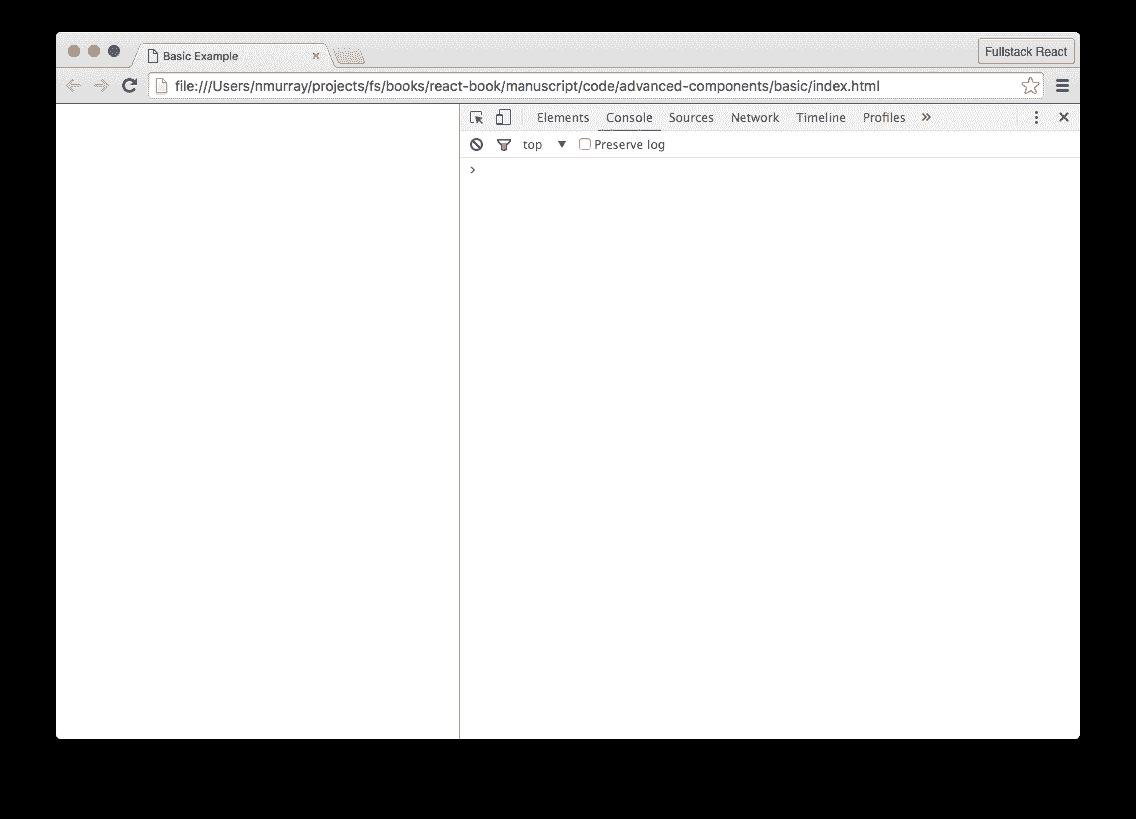 Basic Example
Fullstack React
file:///Users/nmurray/projects/fs/books/react-book/manuscript/code/advanced-components/basic/index.html
Elements Console Sources Network Timeline Profiles »
top Preserve log